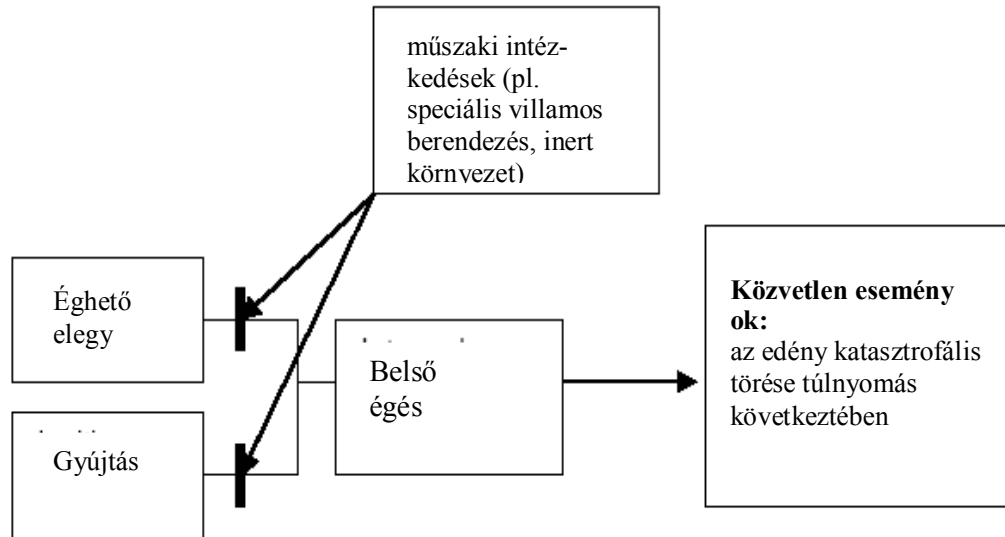 műszaki intéz-
kedések (pl.
speciális villamos
berendezés, inert
környvezet)
Éghető
elegy
Közvetlen esemény
ok:
az edény katasztrofális
törése túlnyomás
következtében
Belső
égés
Gyújtás